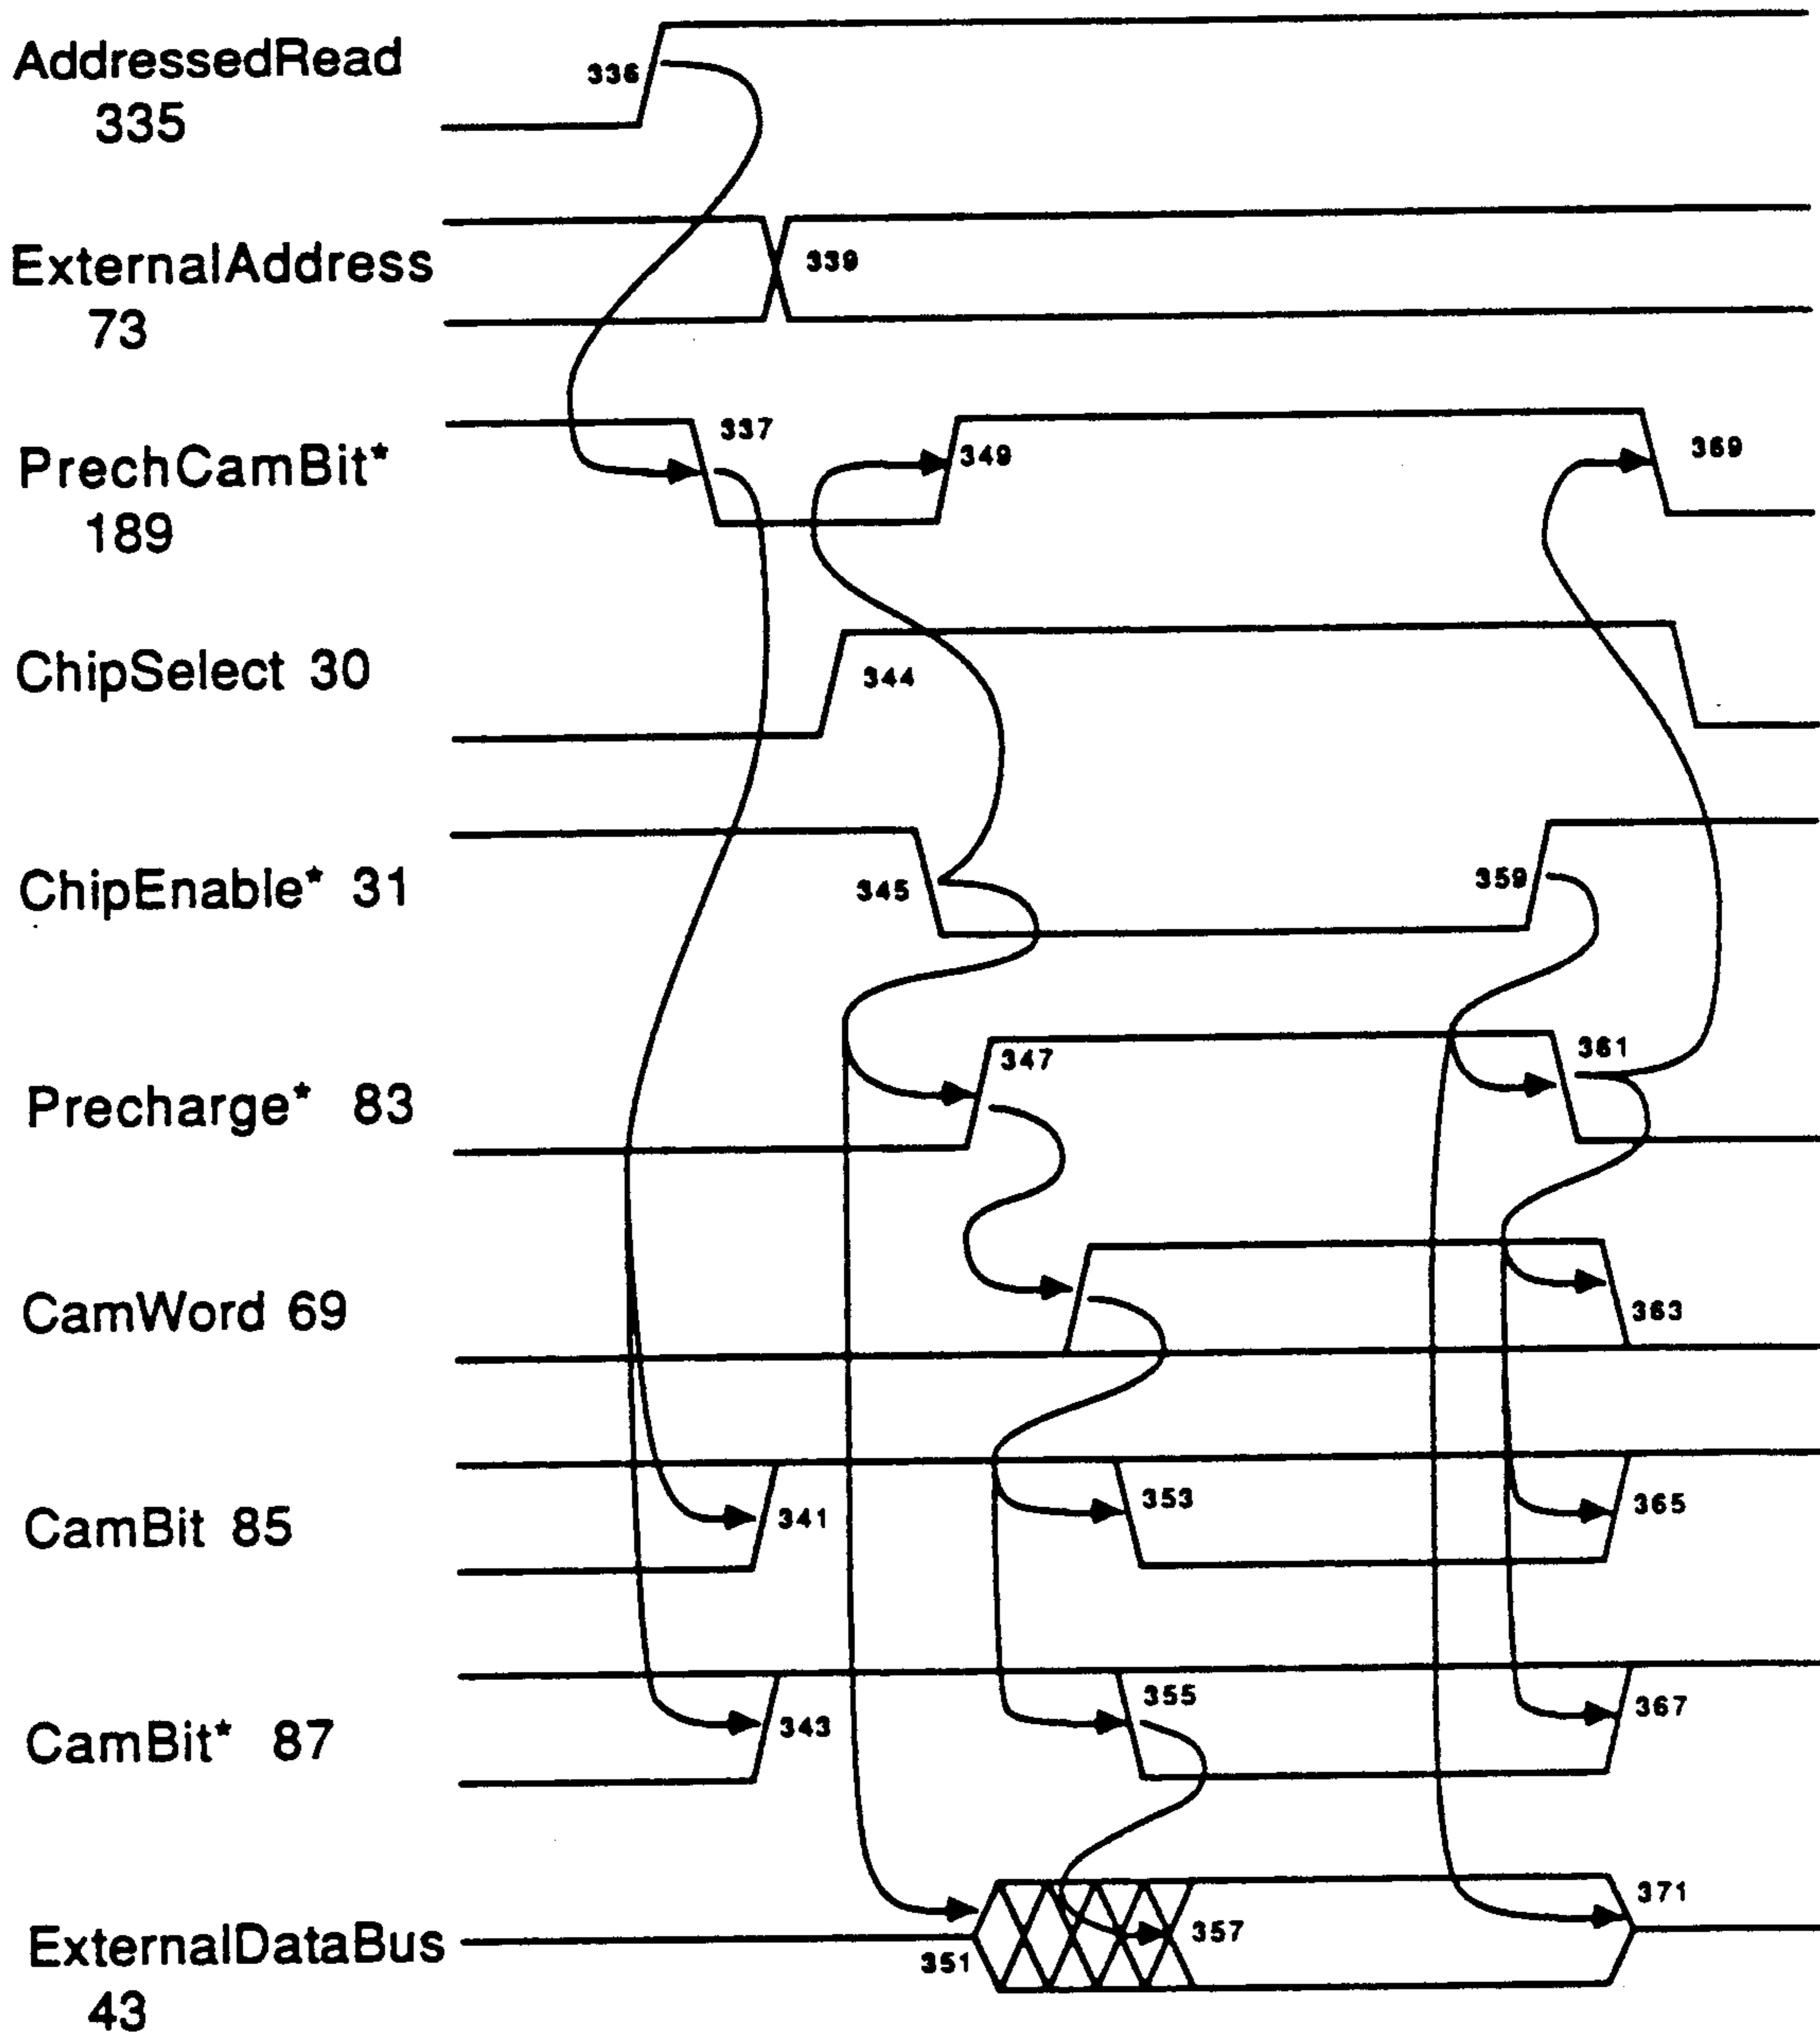 AddressedRead
335
336
ExternalAddress
73
339
PrechCamBit*
189
337
349
369
ChipSelect 30
344
ChipEnable* 31
345
359
Precharge* 83
347
361
CamWord 69
363
CamBit 85
341
353
365
CamBit* 87
343
355
367
ExternalDataBus
43
351
357
371